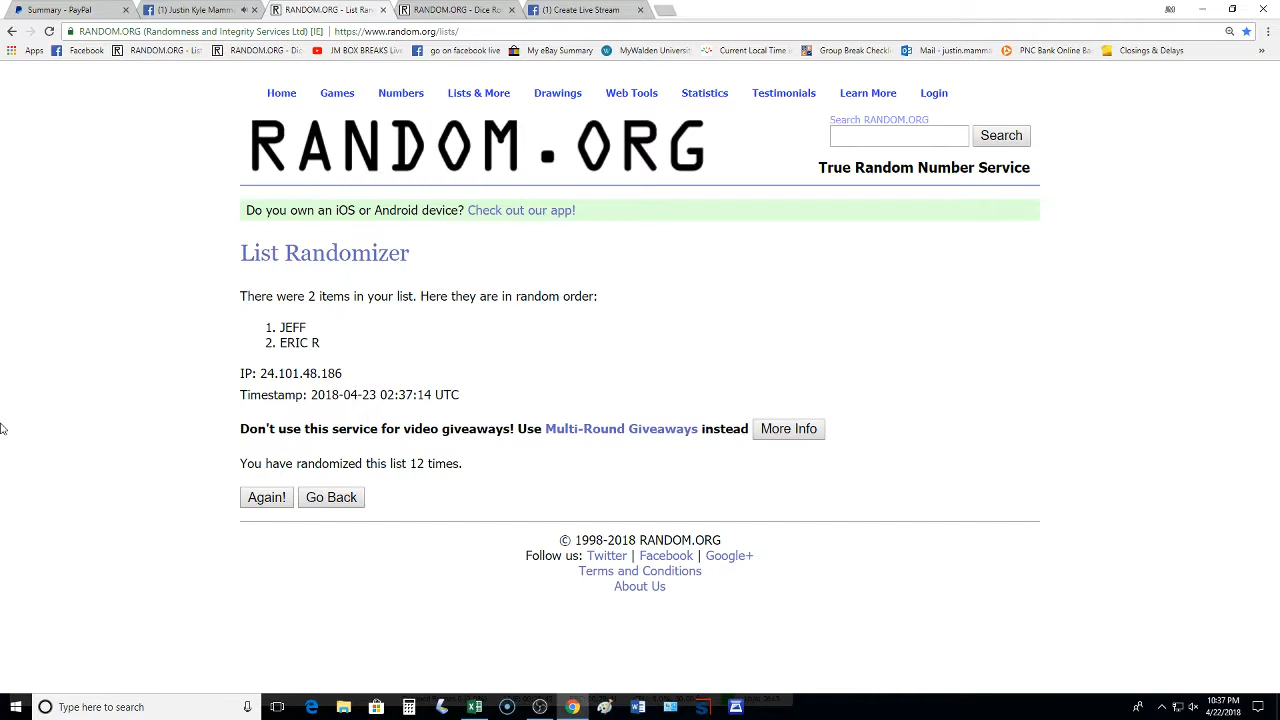 Summary - PayPal
(1) Justin Kyle Mamm
RANDOM.ORG - List Ran
RANDOM.ORG - Dice Ro
(1) Create Live Stream
RANDOM.ORG (Randomness and Integrity Services Ltd) [IE] https://www.random.org/lists/
Apps Facebook RANDOM.ORG - List RANDOM.ORG - Dice JM BOX BREAKS Live go on facebook live My eBay Summary MyWalden Universi Current Local Time Group Break Checkli Mail - justin.mamm PNC Bank Online Ba Closings & Delays »
Home Games Numbers Lists & More Drawings Web Tools Statistics Testimonials Learn More Login
RANDOM.ORG
Search RANDOM.ORG
Search
True Random Number Service
Do you own an iOS or Android device? Check out our app!
List Randomizer
There were 2 items in your list. Here they are in random order:
1. JEFF
2. ERIC R
IP: 24.101.48.186
Timestamp: 2018-04-23 02:37:14 UTC
Don't use this service for video giveaways! Use Multi-Round Giveaways instead More Info
You have randomized this list 12 times.
Again! Go Back
© 1998-2018 RANDOM.ORG
Follow us: Twitter | Facebook | Google+
Terms and Conditions
About Us
Type here to search
10:37 PM
4/22/2018